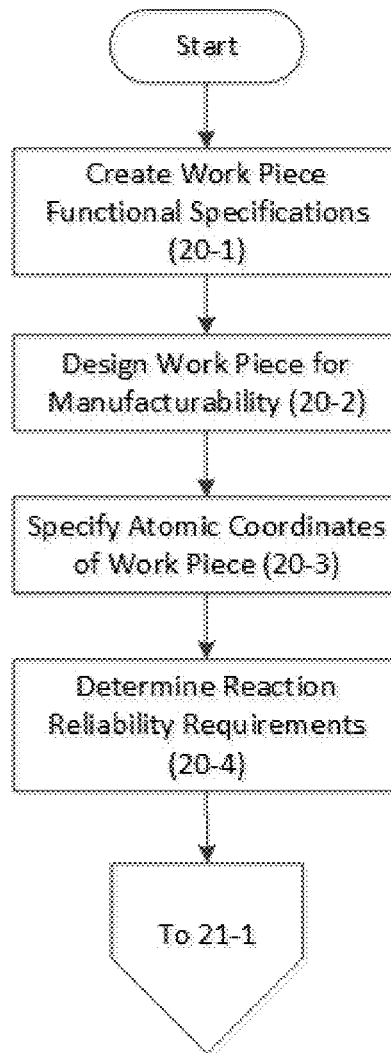 Start
Create Work Piece
Functional Specifications
(20-1)
Design Work Piece for
Manufacturability (20-2)
Specify Atomic Coordinates
of Work Piece (20-3)
Determine Reaction
Reliability Requirements
(20-4)
To 21-1